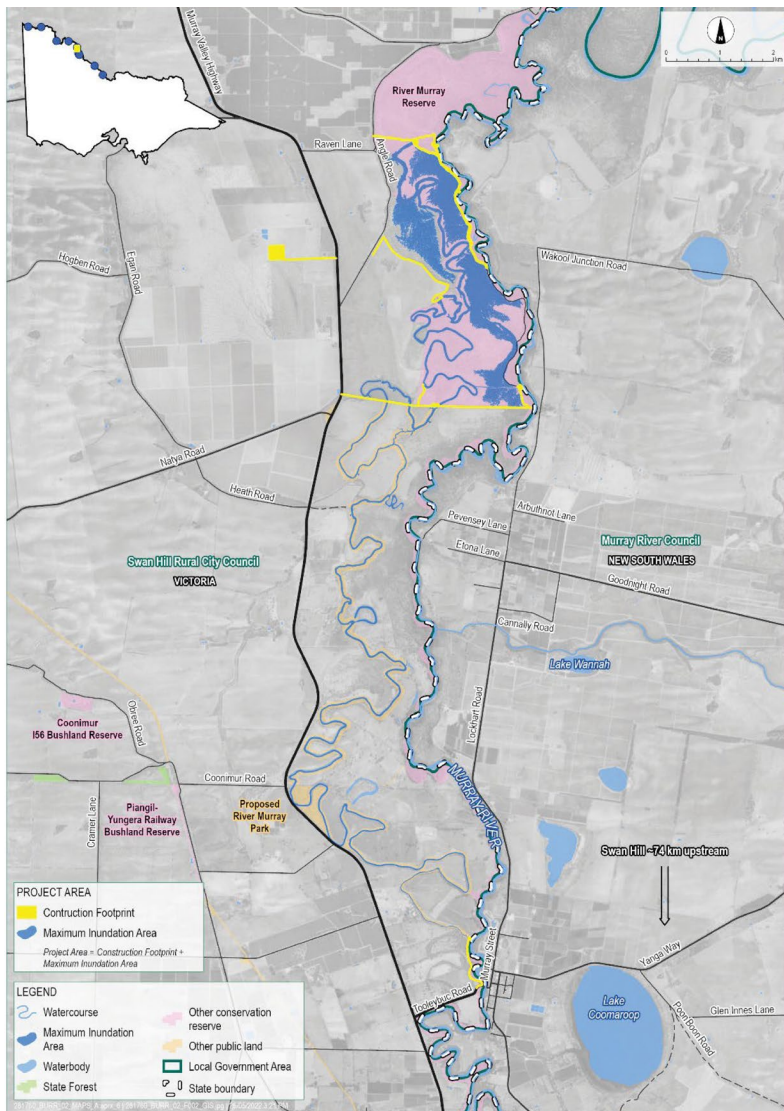 Murray Valley Highway
N
0
1
2
km
River Murray
Reserve
Raven Lane
Angle Road
Hogben Road
Egan Road
Wakool Junction Road
Natya Road
Heath Road
Arbuthnot Lane
Pevensey Lane
Etona Lane
Swan Hill Rural City Council
VICTORIA
Murray River Council
NEW SOUTH WALES
Goodnight Road
Cannally Road
Lake Wannah
Lockhart Road
Coonimur
I56 Bushland Reserve
Obree Road
Coonimur Road
MURRAY RIVER
Cramer Lane
Piangil-
Yungera Railway
Bushland Reserve
Proposed
River Murray
Park
Swan Hill ~74 km upstream
Murray Street
Yanga Way
Tooleybuc Road
Lake
Coomaroop
Poon Boon Road
Glen Innes Lane
PROJECT AREA
Contruction Footprint
Maximum Inundation Area
Project Area = Construction Footprint +
Maximum Inundation Area
LEGEND
Watercourse
Maximum Inundation
Area
Waterbody
State Forest
Other conservation
reserve
Other public land
Local Government Area
State boundary